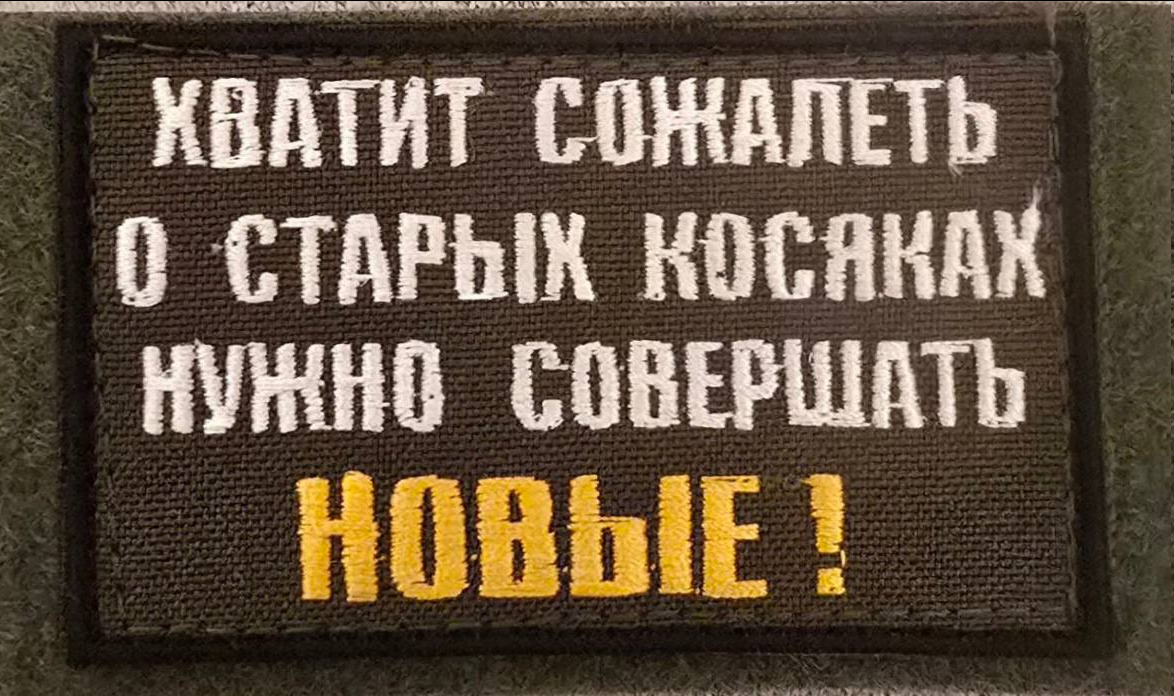 ХВАТИТ СОЖАЛЕТЬ
О СТАРЫХ КОСЯКАХ
НУЖНО СОВЕРШАТЬ
НОВЫЕ!